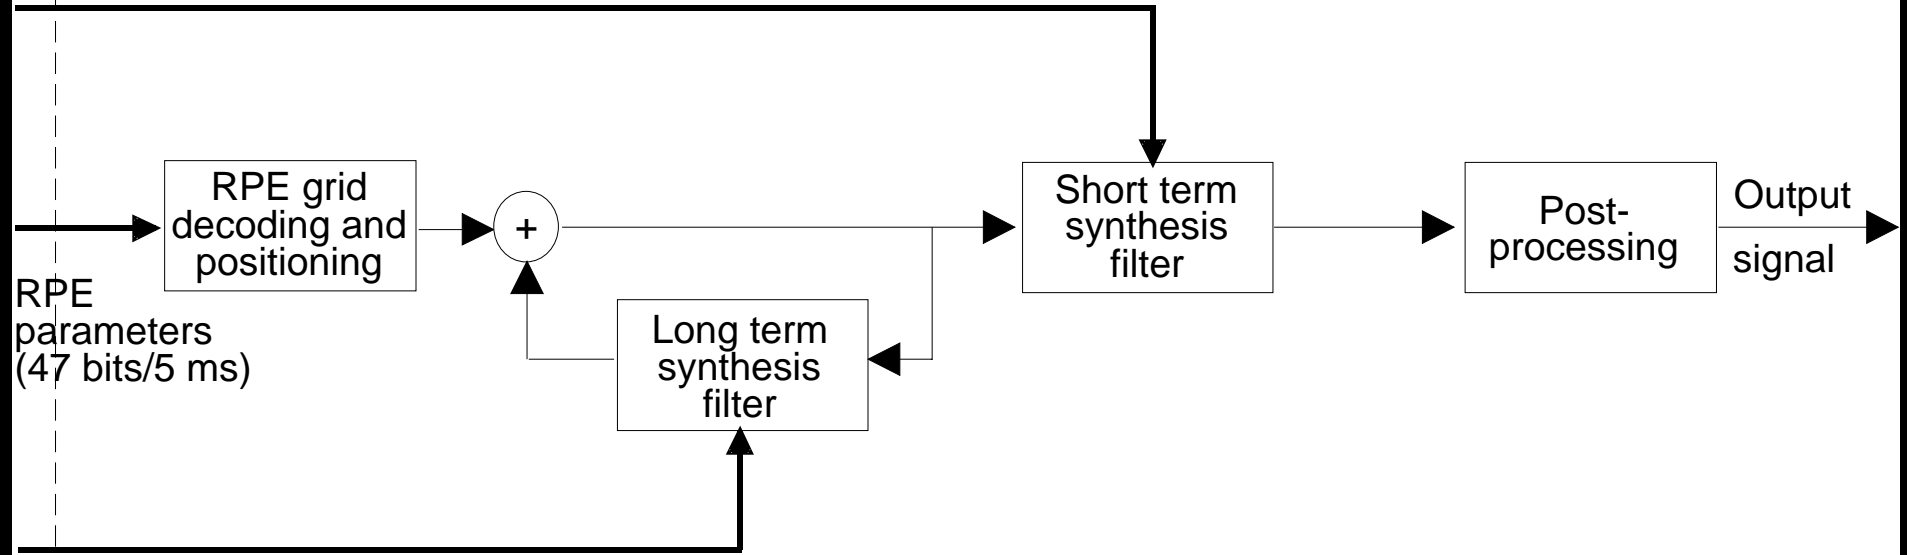 RPE grid
decoding and
positioning
+
Short term
synthesis
filter
Post-
processing
Output
signal
RPE
parameters
(47 bits/5 ms)
Long term
synthesis
filter